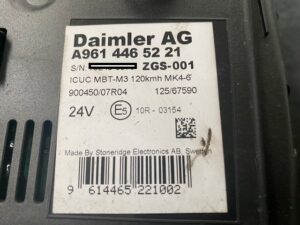 Daimler AG
A961 446 52 21
S/N ZGS-001
ICUC MBT-M3 120kmh MK4-6
900450/07R04 125/67590
24V E5 10R - 03154
Made By Stoneridge Electronics AB, Sweden
9 614465 221002